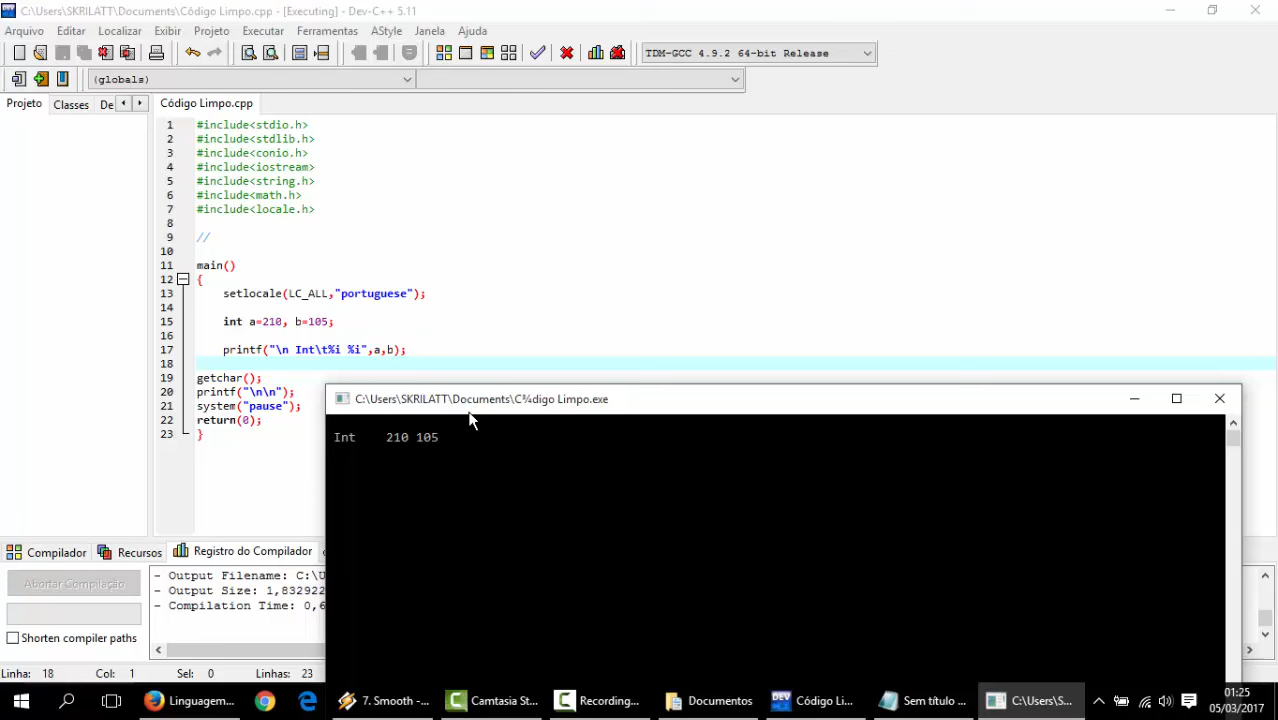 C:\Users\SKRILATT\Documents\Código Limpo.cpp - [Executing] - Dev-C++ 5.11
Arquivo Editar Localizar Exibir Projeto Executar Ferramentas AStyle Janela Ajuda
TDM-GCC 4.9.2 64-bit Release
(globals)
Projeto Classes De Código Limpo.cpp
1 #include<stdio.h>
2 #include<stdlib.h>
3 #include<conio.h>
4 #include<iostream>
5 #include<string.h>
6 #include<math.h>
7 #include<locale.h>
8
9 //
10
11 main()
12 {
13 setlocale(LC_ALL,"portuguese");
14
15 int a=210, b=105;
16
17 printf("\n Int\t%i %i",a,b);
18
19 getchar();
20 printf("\n\n");
21 system("pause");
22 return(0);
23 }
C:\Users\SKRILATT\Documents\C¾digo Limpo.exe
Int 210 105
Compilador Recursos Registro do Compilador
Abortar Compilação
- Output Filename: C:\U
- Output Size: 1,832922
- Compilation Time: 0,6
Shorten compiler paths
Linha: 18 Col: 1 Sel: 0 Linhas: 23
Linguagem... 7. Smooth -... Camtasia St... Recording... Documentos Código Li... Sem título ... C:\Users\S...
01:25
05/03/2017